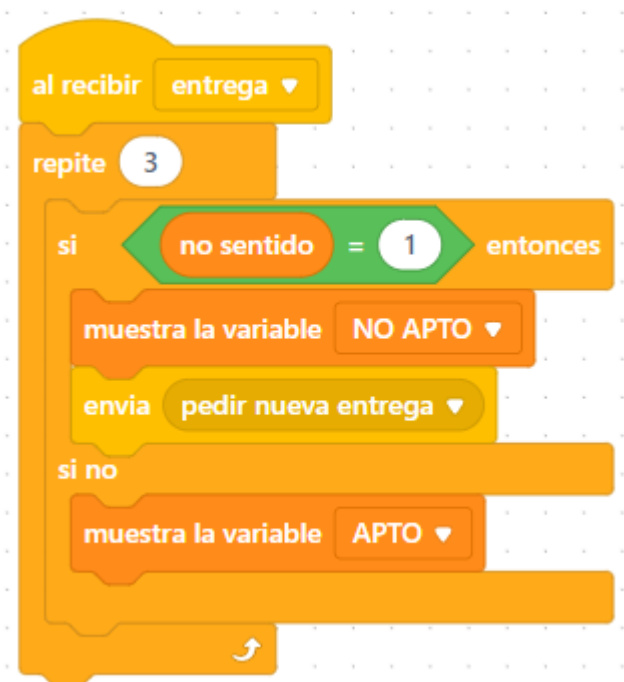 al recibir entrega
repite 3
si no sentido = 1 entonces
muestra la variable NO APTO
envia pedir nueva entrega
si no
muestra la variable APTO